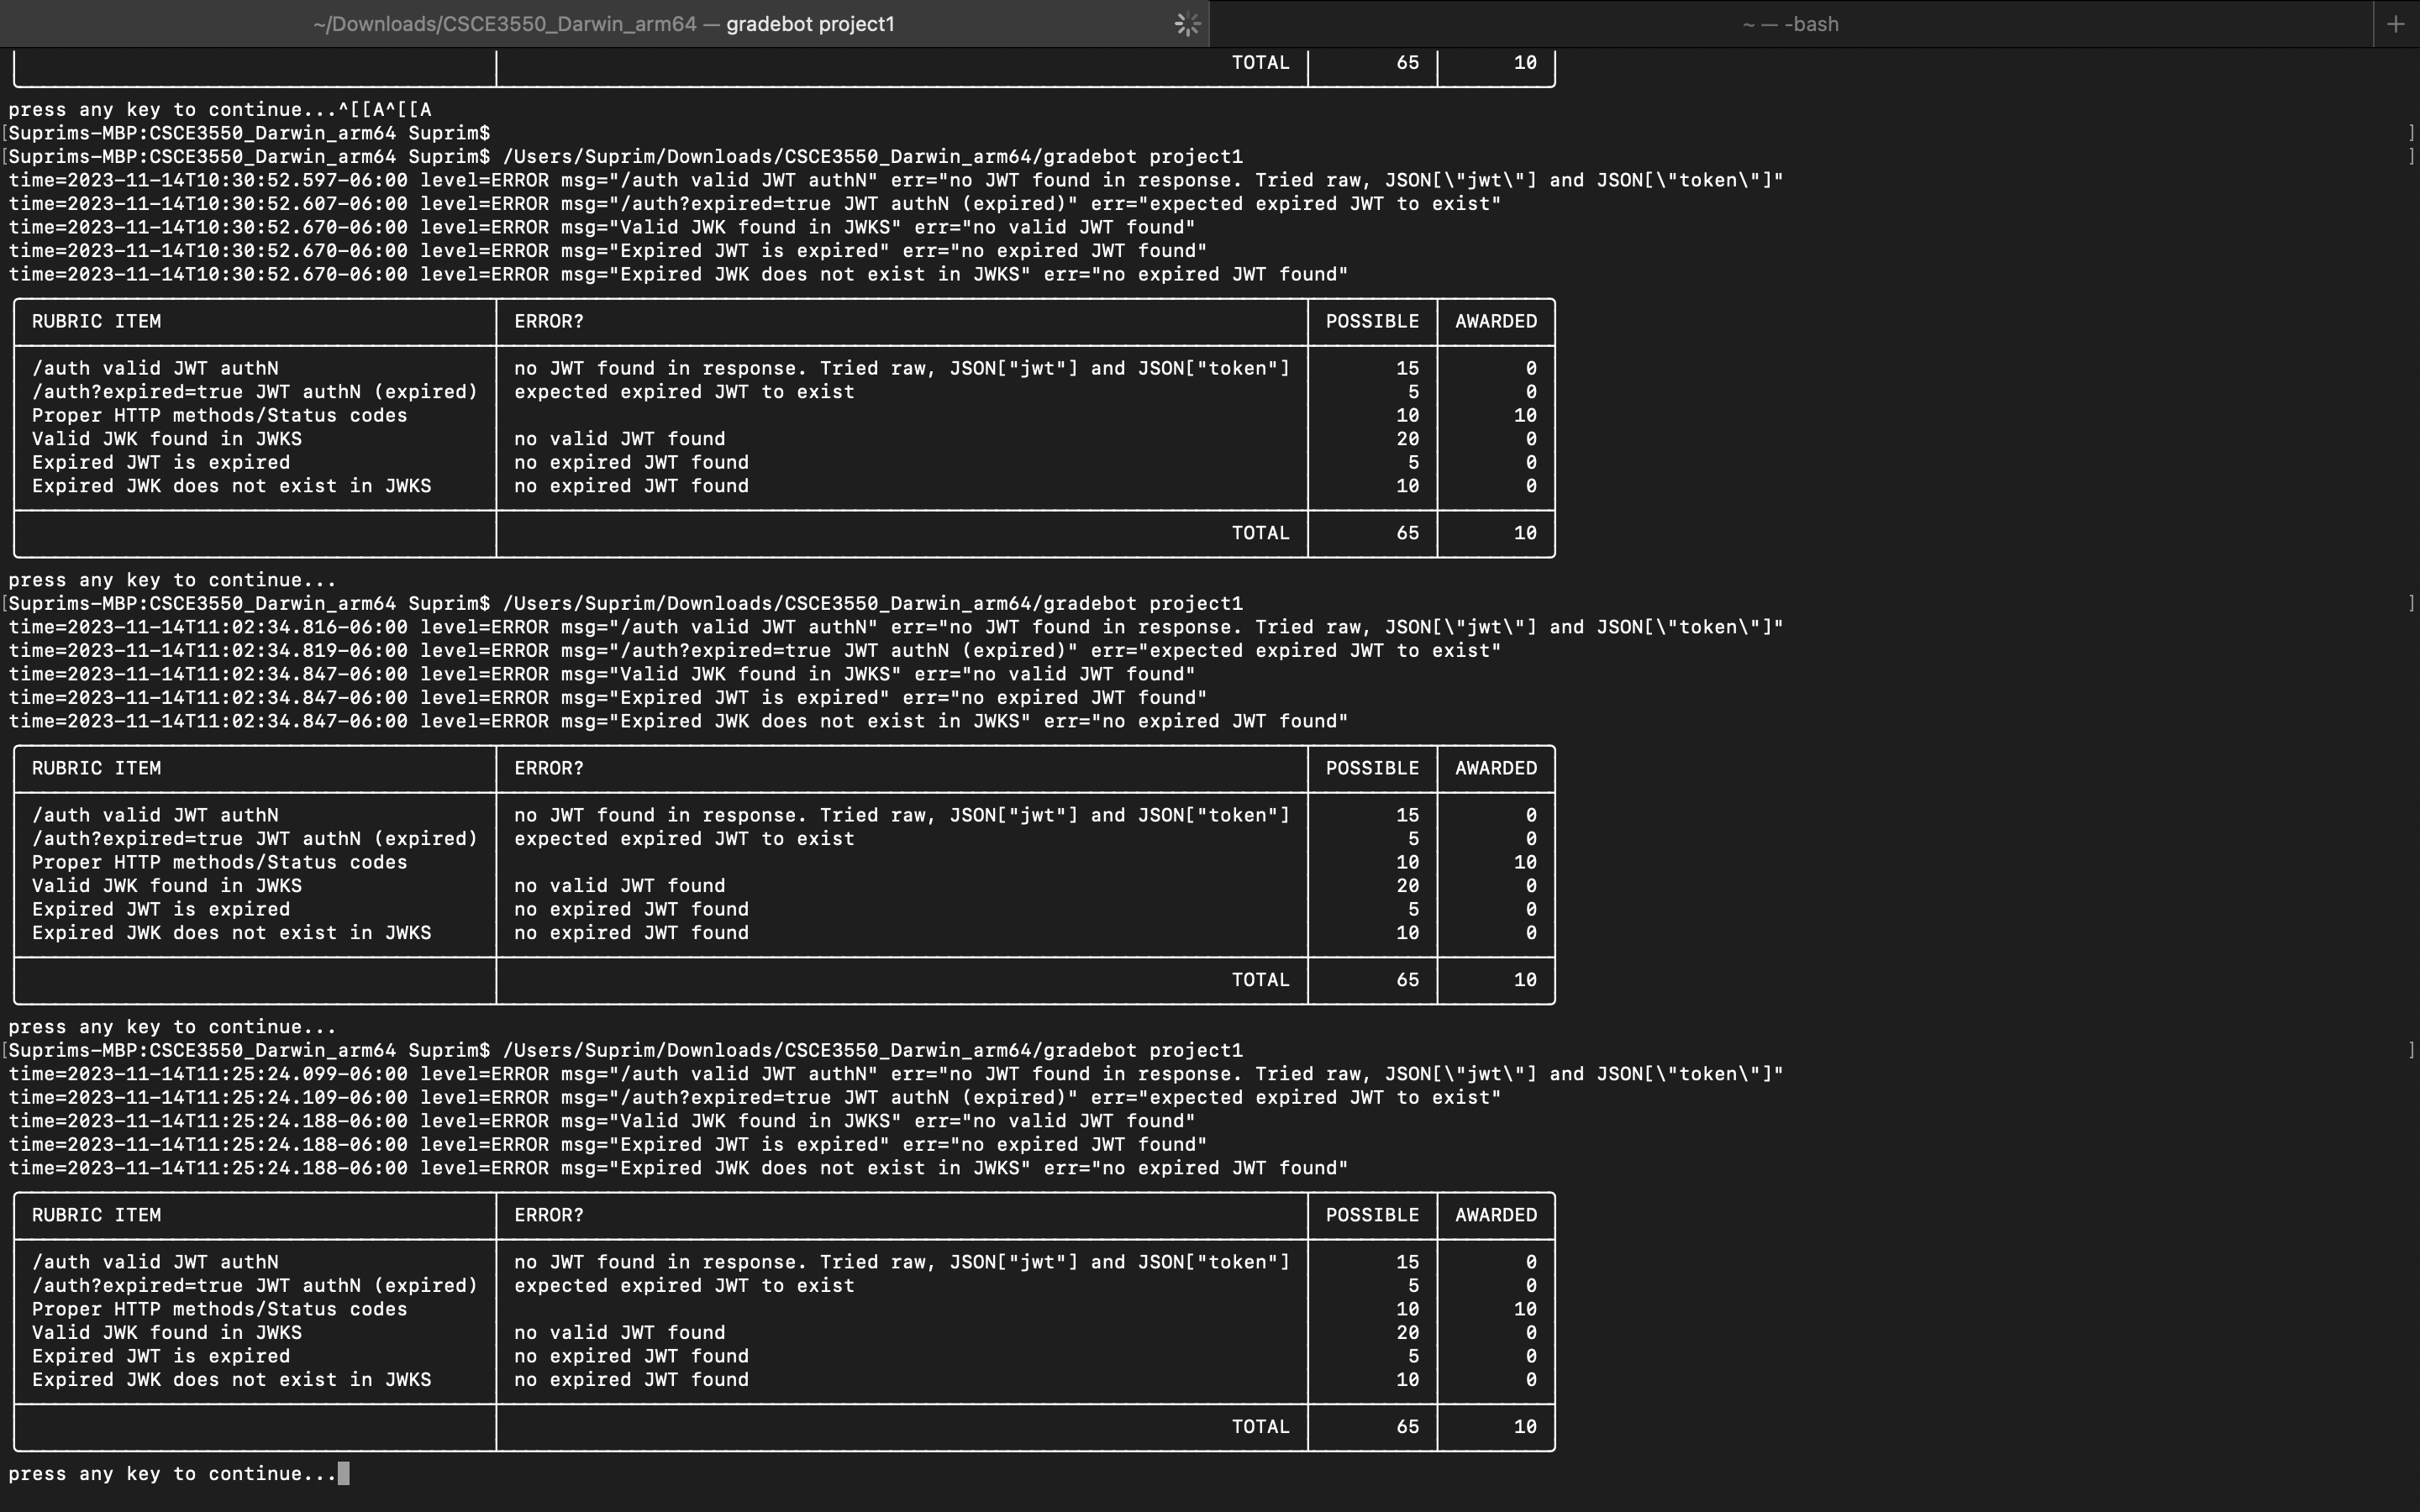 ~/Downloads/CSCE3550_Darwin_arm64 — gradebot project1 ~ — -bash +
TOTAL 65 10
press any key to continue...^[[A^[[A
[Suprims-MBP:CSCE3550_Darwin_arm64 Suprim$ ]
[Suprims-MBP:CSCE3550_Darwin_arm64 Suprim$ /Users/Suprim/Downloads/CSCE3550_Darwin_arm64/gradebot project1 ]
time=2023-11-14T10:30:52.597-06:00 level=ERROR msg="/auth valid JWT authN" err="no JWT found in response. Tried raw, JSON[\"jwt\"] and JSON[\"token\"]"
time=2023-11-14T10:30:52.607-06:00 level=ERROR msg="/auth?expired=true JWT authN (expired)" err="expected expired JWT to exist"
time=2023-11-14T10:30:52.670-06:00 level=ERROR msg="Valid JWK found in JWKS" err="no valid JWT found"
time=2023-11-14T10:30:52.670-06:00 level=ERROR msg="Expired JWT is expired" err="no expired JWT found"
time=2023-11-14T10:30:52.670-06:00 level=ERROR msg="Expired JWK does not exist in JWKS" err="no expired JWT found"
RUBRIC ITEM ERROR? POSSIBLE AWARDED
/auth valid JWT authN no JWT found in response. Tried raw, JSON["jwt"] and JSON["token"] 15 0
/auth?expired=true JWT authN (expired) expected expired JWT to exist 5 0
Proper HTTP methods/Status codes 10 10
Valid JWK found in JWKS no valid JWT found 20 0
Expired JWT is expired no expired JWT found 5 0
Expired JWK does not exist in JWKS no expired JWT found 10 0
TOTAL 65 10
press any key to continue...
[Suprims-MBP:CSCE3550_Darwin_arm64 Suprim$ /Users/Suprim/Downloads/CSCE3550_Darwin_arm64/gradebot project1 ]
time=2023-11-14T11:02:34.816-06:00 level=ERROR msg="/auth valid JWT authN" err="no JWT found in response. Tried raw, JSON[\"jwt\"] and JSON[\"token\"]"
time=2023-11-14T11:02:34.819-06:00 level=ERROR msg="/auth?expired=true JWT authN (expired)" err="expected expired JWT to exist"
time=2023-11-14T11:02:34.847-06:00 level=ERROR msg="Valid JWK found in JWKS" err="no valid JWT found"
time=2023-11-14T11:02:34.847-06:00 level=ERROR msg="Expired JWT is expired" err="no expired JWT found"
time=2023-11-14T11:02:34.847-06:00 level=ERROR msg="Expired JWK does not exist in JWKS" err="no expired JWT found"
RUBRIC ITEM ERROR? POSSIBLE AWARDED
/auth valid JWT authN no JWT found in response. Tried raw, JSON["jwt"] and JSON["token"] 15 0
/auth?expired=true JWT authN (expired) expected expired JWT to exist 5 0
Proper HTTP methods/Status codes 10 10
Valid JWK found in JWKS no valid JWT found 20 0
Expired JWT is expired no expired JWT found 5 0
Expired JWK does not exist in JWKS no expired JWT found 10 0
TOTAL 65 10
press any key to continue...
[Suprims-MBP:CSCE3550_Darwin_arm64 Suprim$ /Users/Suprim/Downloads/CSCE3550_Darwin_arm64/gradebot project1 ]
time=2023-11-14T11:25:24.099-06:00 level=ERROR msg="/auth valid JWT authN" err="no JWT found in response. Tried raw, JSON[\"jwt\"] and JSON[\"token\"]"
time=2023-11-14T11:25:24.109-06:00 level=ERROR msg="/auth?expired=true JWT authN (expired)" err="expected expired JWT to exist"
time=2023-11-14T11:25:24.188-06:00 level=ERROR msg="Valid JWK found in JWKS" err="no valid JWT found"
time=2023-11-14T11:25:24.188-06:00 level=ERROR msg="Expired JWT is expired" err="no expired JWT found"
time=2023-11-14T11:25:24.188-06:00 level=ERROR msg="Expired JWK does not exist in JWKS" err="no expired JWT found"
RUBRIC ITEM ERROR? POSSIBLE AWARDED
/auth valid JWT authN no JWT found in response. Tried raw, JSON["jwt"] and JSON["token"] 15 0
/auth?expired=true JWT authN (expired) expected expired JWT to exist 5 0
Proper HTTP methods/Status codes 10 10
Valid JWK found in JWKS no valid JWT found 20 0
Expired JWT is expired no expired JWT found 5 0
Expired JWK does not exist in JWKS no expired JWT found 10 0
TOTAL 65 10
press any key to continue...